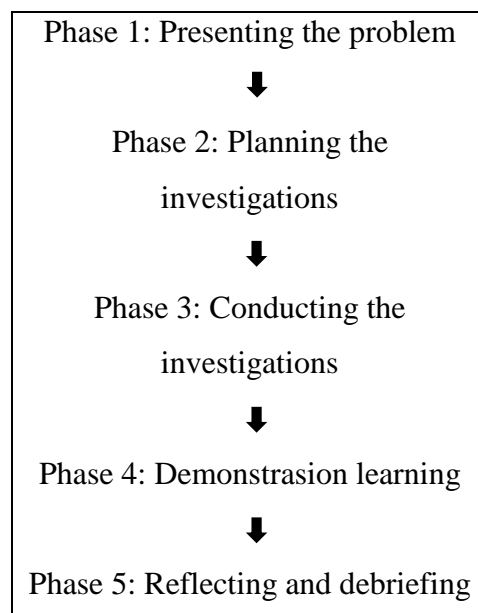 Phase 1: Presenting the problem
Phase 2: Planning the
investigations
Phase 3: Conducting the
investigations
Phase 4: Demonstrasion learning
Phase 5: Reflecting and debriefing